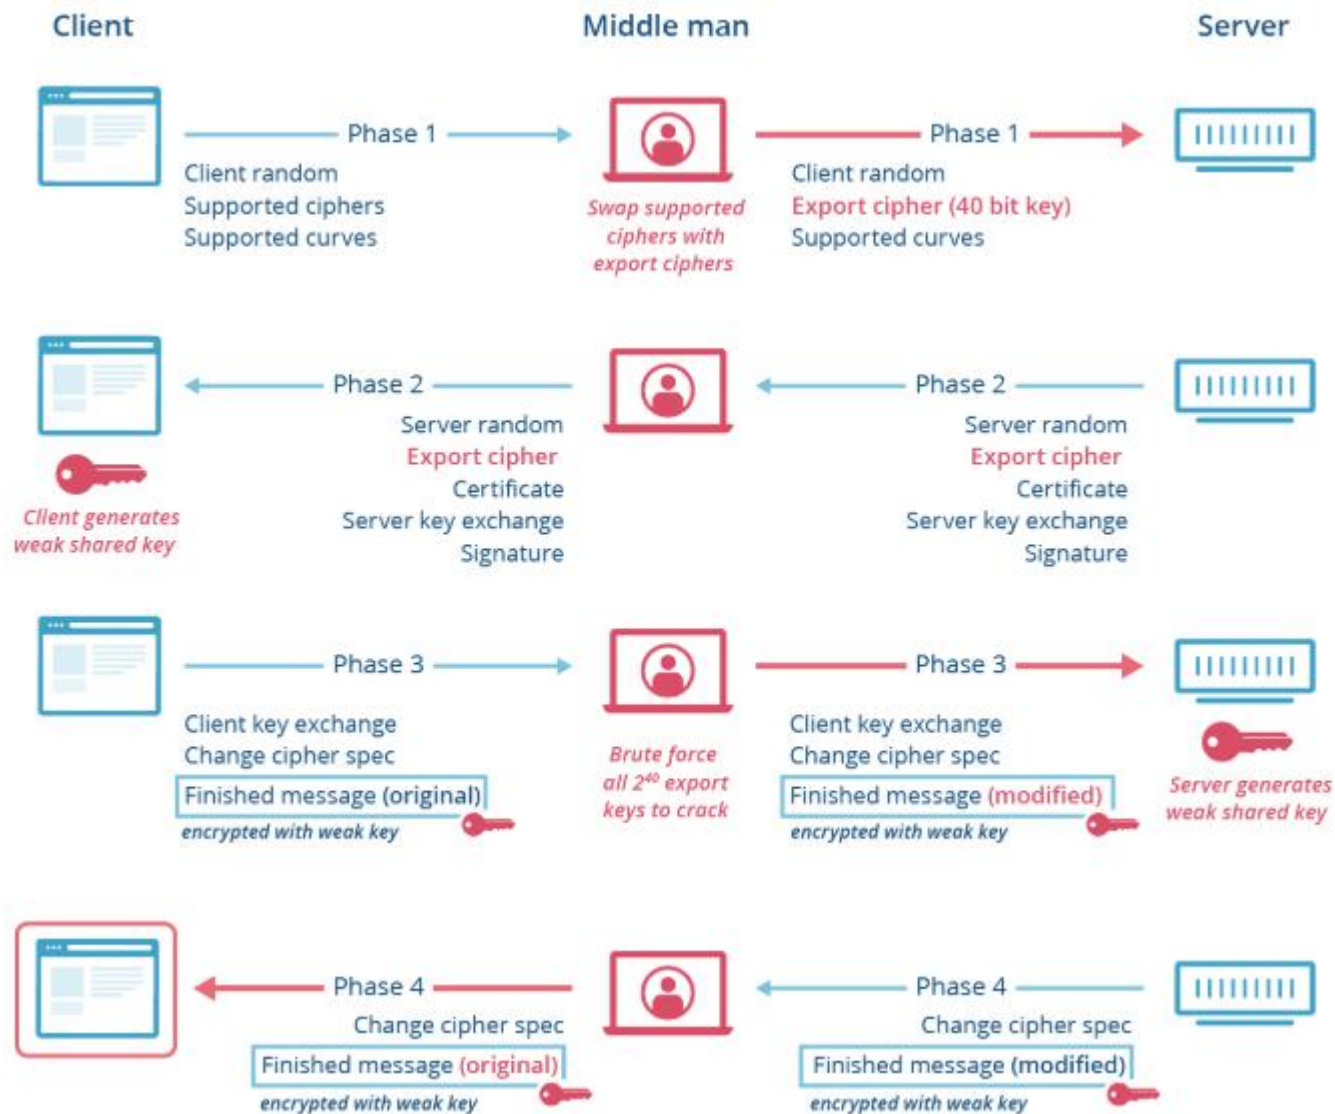 Client
Middle man
Server
Phase 1
Phase 1
Client random
Supported ciphers
Supported curves
Swap supported
ciphers with
export ciphers
Client random
Export cipher (40 bit key)
Supported curves
Phase 2
Phase 2
Server random
Export cipher
Certificate
Server key exchange
Signature
Server random
Export cipher
Certificate
Server key exchange
Signature
Client generates
weak shared key
Phase 3
Phase 3
Client key exchange
Change cipher spec
Finished message (original)
encrypted with weak key
Brute force
all 2⁴⁰ export
keys to crack
Client key exchange
Change cipher spec
Finished message (modified)
encrypted with weak key
Server generates
weak shared key
Phase 4
Phase 4
Change cipher spec
Finished message (original)
encrypted with weak key
Change cipher spec
Finished message (modified)
encrypted with weak key